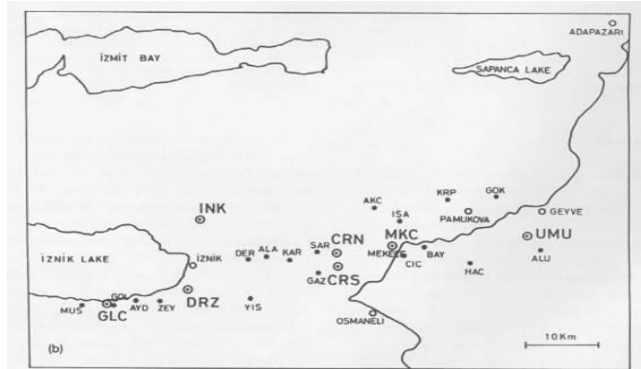 ADAPAZARI
İZMİT BAY
SAPANCA LAKE
KRP
GOK
AKC
INK
ISA
PAMUKOVA
GEYVE
CRN
MKC
UMU
SAR
ALA
DER
KAR
MEKECE
BAY
CIC
ALU
İZNİK LAKE
İZNİK
HAC
GAZ
CRS
DRZ
GOL
MUS
GLC
AYD
ZEY
YIS
OSMANELİ
(b)
10 Km